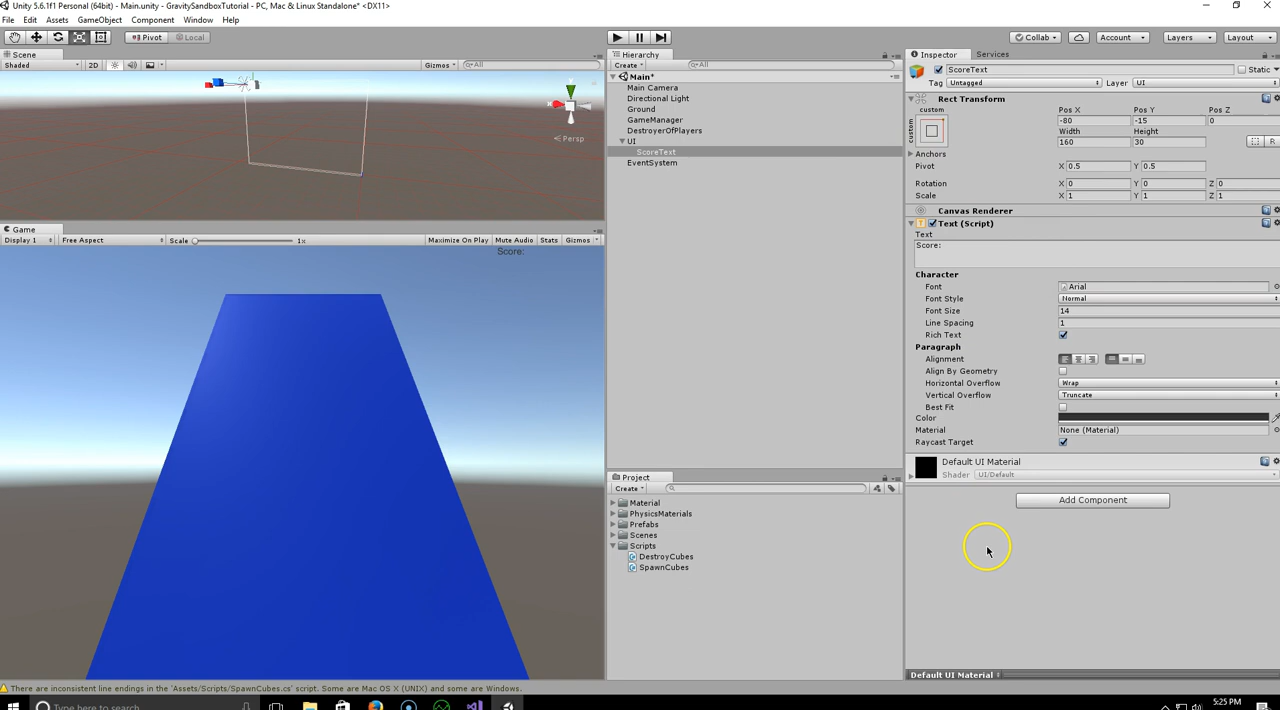 Unity 5.6.1f1 Personal (64bit) - Main.unity - GravitySandboxTutorial - PC, Mac & Linux Standalone* <DX11>
File Edit Assets GameObject Component Window Help
Pivot Local
Collab Account Layers Layout
Scene
Shaded 2D Gizmos All
Persp
Game
Display 1 Free Aspect Scale 1x Maximize On Play Mute Audio Stats Gizmos
Score:
Hierarchy
Create All
Main*
Main Camera
Directional Light
Ground
GameManager
DestroyerOfPlayers
UI
ScoreText
EventSystem
Project
Create
Material
PhysicsMaterials
Prefabs
Scenes
Scripts
DestroyCubes
SpawnCubes
Inspector Services
ScoreText Static
Tag Untagged Layer UI
Rect Transform
custom
custom
Pos X Pos Y Pos Z
-80 -15 0
Width Height
160 30
R
Anchors
Pivot X 0.5 Y 0.5
Rotation X 0 Y 0 Z 0
Scale X 1 Y 1 Z 1
Canvas Renderer
Text (Script)
Text
Score:
Character
Font Arial
Font Style Normal
Font Size 14
Line Spacing 1
Rich Text
Paragraph
Alignment
Align By Geometry
Horizontal Overflow Wrap
Vertical Overflow Truncate
Best Fit
Color
Material None (Material)
Raycast Target
Default UI Material
Shader UI/Default
Add Component
Default UI Material
There are inconsistent line endings in the 'Assets/Scripts/SpawnCubes.cs' script. Some are Mac OS X (UNIX) and some are Windows.
Type here to search
5:25 PM